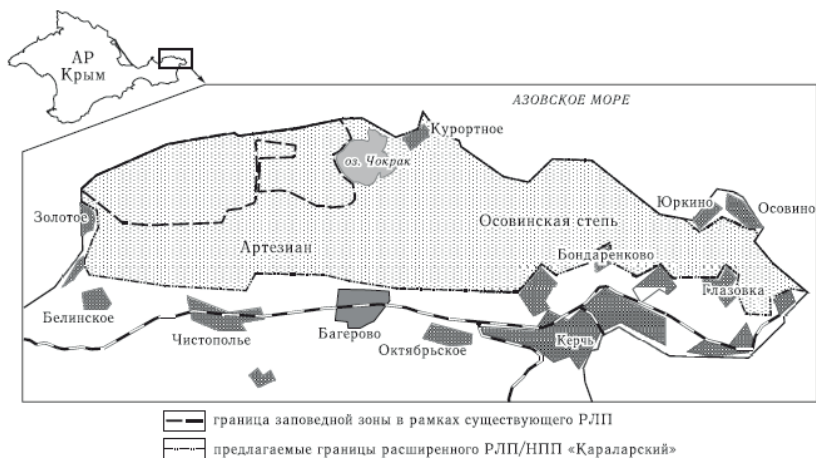 АР
Крым
АЗОВСКОЕ МОРЕ
Курортное
оз. Чокрак
Юркино
Осовино
Золотое
Осовинская степь
Артезиан
Бондаренково
Глазовка
Белинское
Чистополье
Багерово
Октябрьское
Керчь
граница заповедной зоны в рамках существующего РЛП
предлагаемые границы расширенного РЛП/НПП «Караларский»